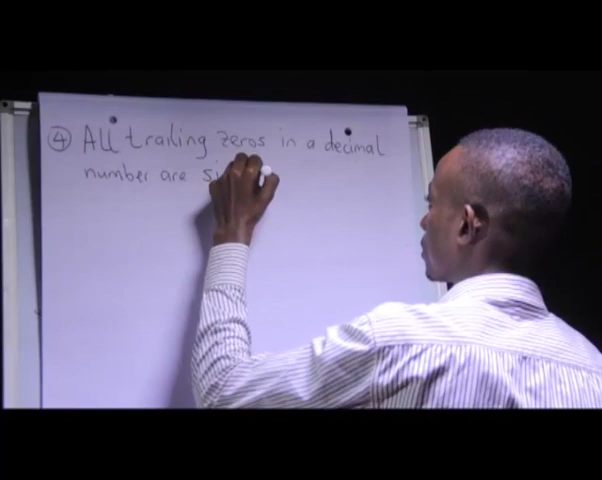 ④ All trailing zeros in a decimal
number are si